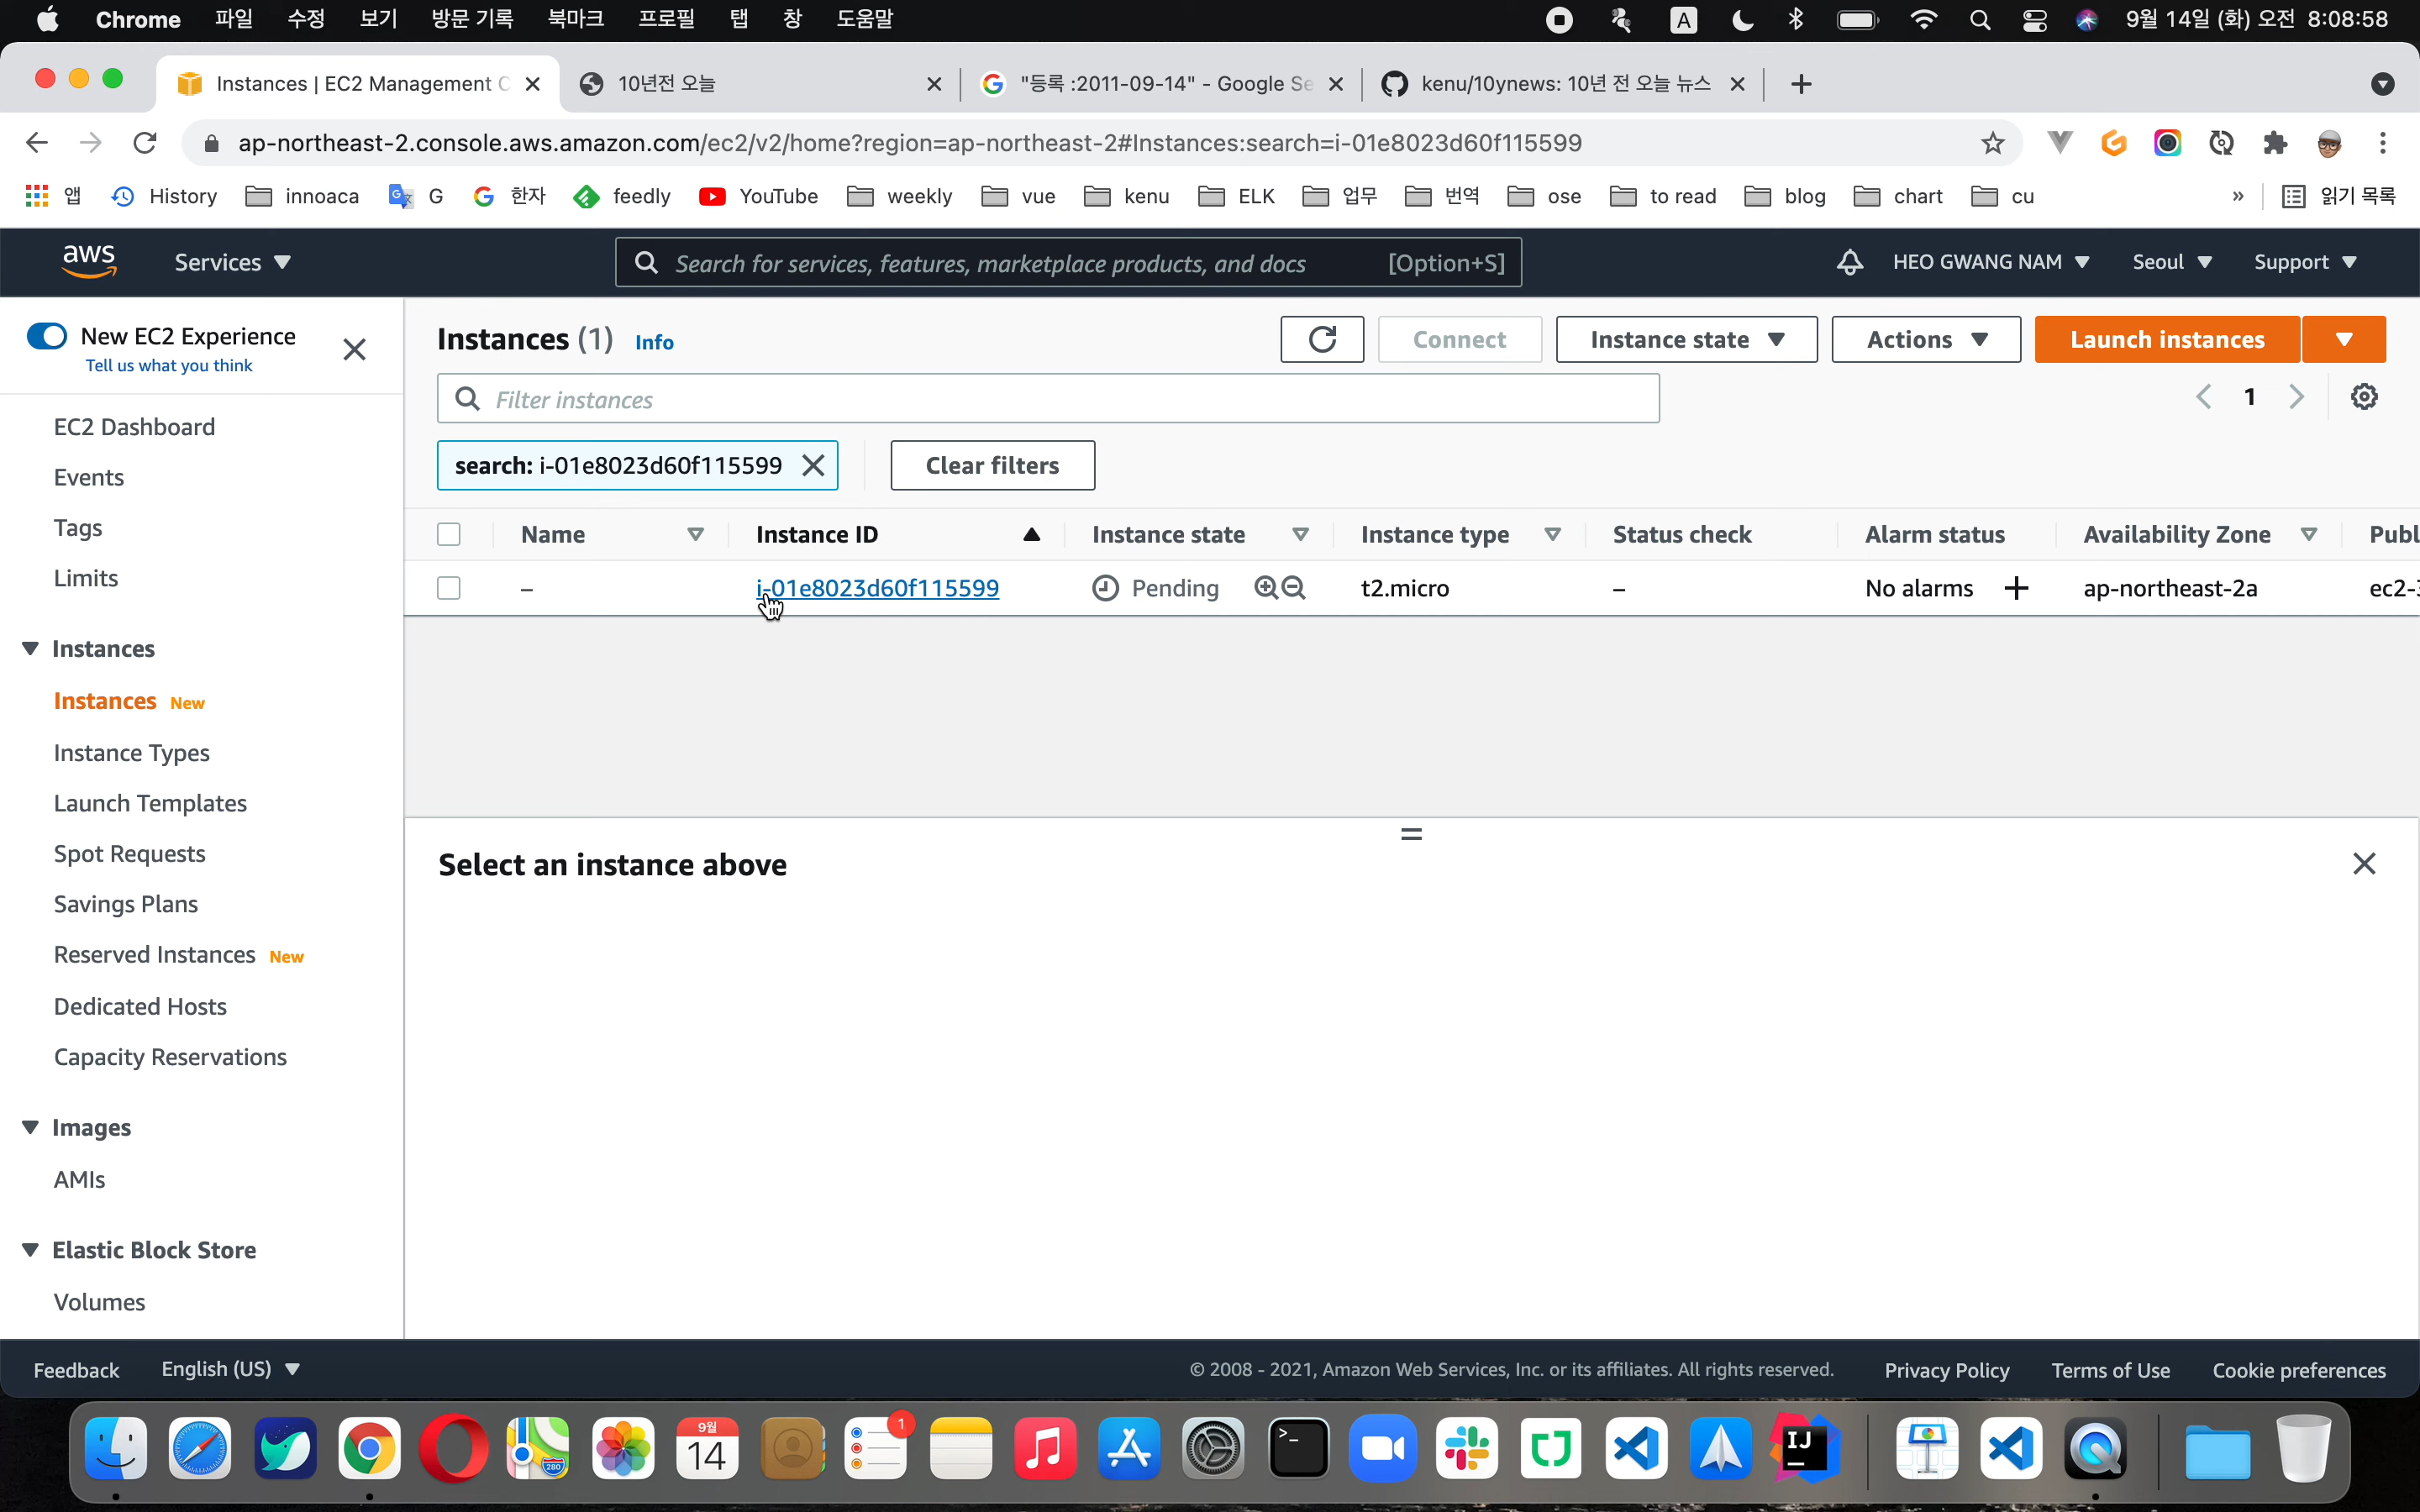 Chrome 파일 수정 보기 방문 기록 북마크 프로필 탭 창 도움말 A 9월 14일 (화) 오전 8:08:58
Instances | EC2 Management C 10년전 오늘 "등록 :2011-09-14" - Google Se kenu/10ynews: 10년 전 오늘 뉴스
ap-northeast-2.console.aws.amazon.com/ec2/v2/home?region=ap-northeast-2#Instances:search=i-01e8023d60f115599
앱 History innoaca G 한자 feedly YouTube weekly vue kenu ELK 업무 번역 ose to read blog chart cu » 읽기 목록
aws Services Search for services, features, marketplace products, and docs [Option+S] HEO GWANG NAM Seoul Support
New EC2 Experience
Tell us what you think
EC2 Dashboard
Events
Tags
Limits
Instances
Instances New
Instance Types
Launch Templates
Spot Requests
Savings Plans
Reserved Instances New
Dedicated Hosts
Capacity Reservations
Images
AMIs
Elastic Block Store
Volumes
Instances (1) Info Connect Instance state Actions Launch instances
Filter instances 1
search: i-01e8023d60f115599 Clear filters
Name Instance ID Instance state Instance type Status check Alarm status Availability Zone Publ
– i-01e8023d60f115599 Pending t2.micro – No alarms + ap-northeast-2a ec2-3
Select an instance above
Feedback English (US) © 2008 - 2021, Amazon Web Services, Inc. or its affiliates. All rights reserved. Privacy Policy Terms of Use Cookie preferences
280 9월 14 1 >_ IJ